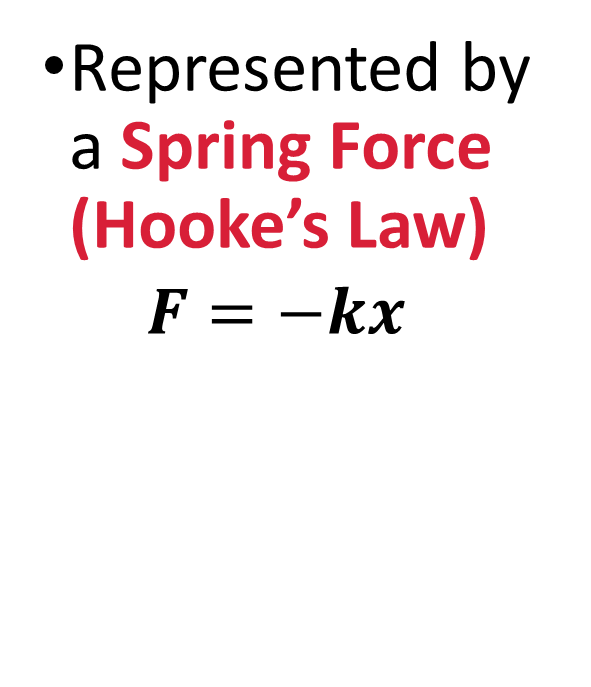 •Represented by
a Spring Force
(Hooke’s Law)
F = −kx